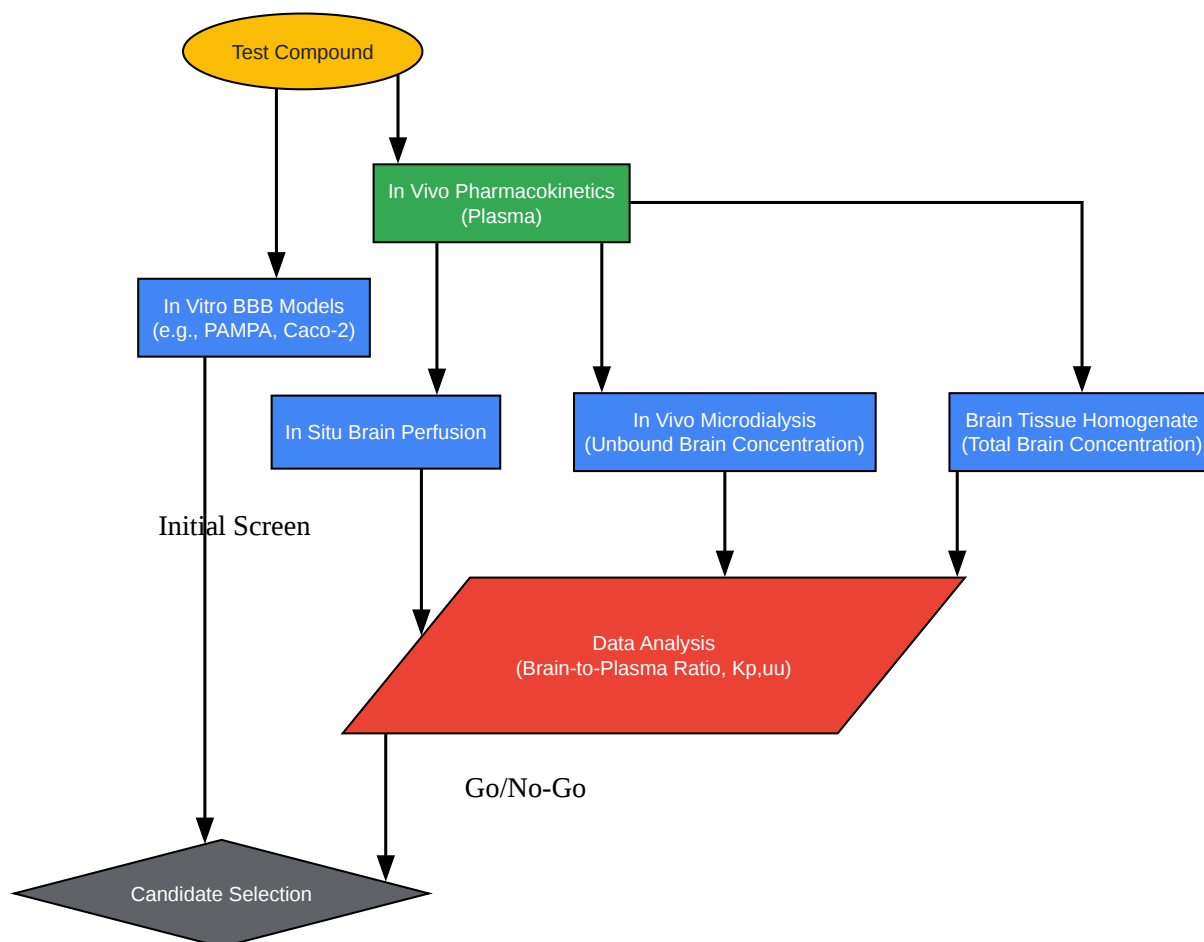 Test Compound
In Vivo Pharmacokinetics
(Plasma)
In Vitro BBB Models
(e.g., PAMPA, Caco-2)
In Situ Brain Perfusion
In Vivo Microdialysis
(Unbound Brain Concentration)
Brain Tissue Homogenate
(Total Brain Concentration)
Initial Screen
Data Analysis
(Brain-to-Plasma Ratio, Kp,uu)
Go/No-Go
Candidate Selection